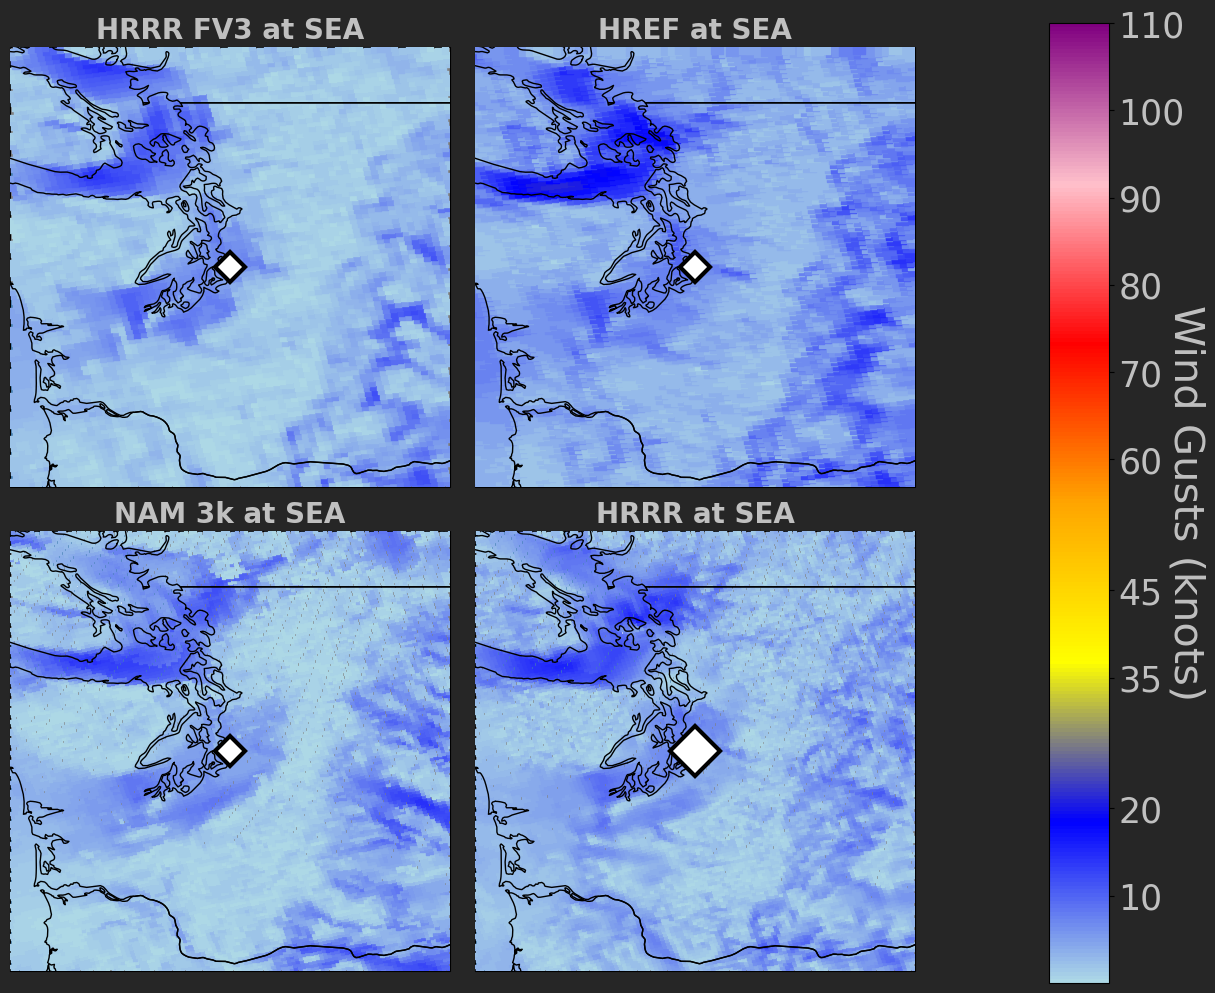 HRRR FV3 at SEA
HREF at SEA
NAM 3k at SEA
HRRR at SEA
110
100
90
80
70
60
45
35
20
10
Wind Gusts (knots)